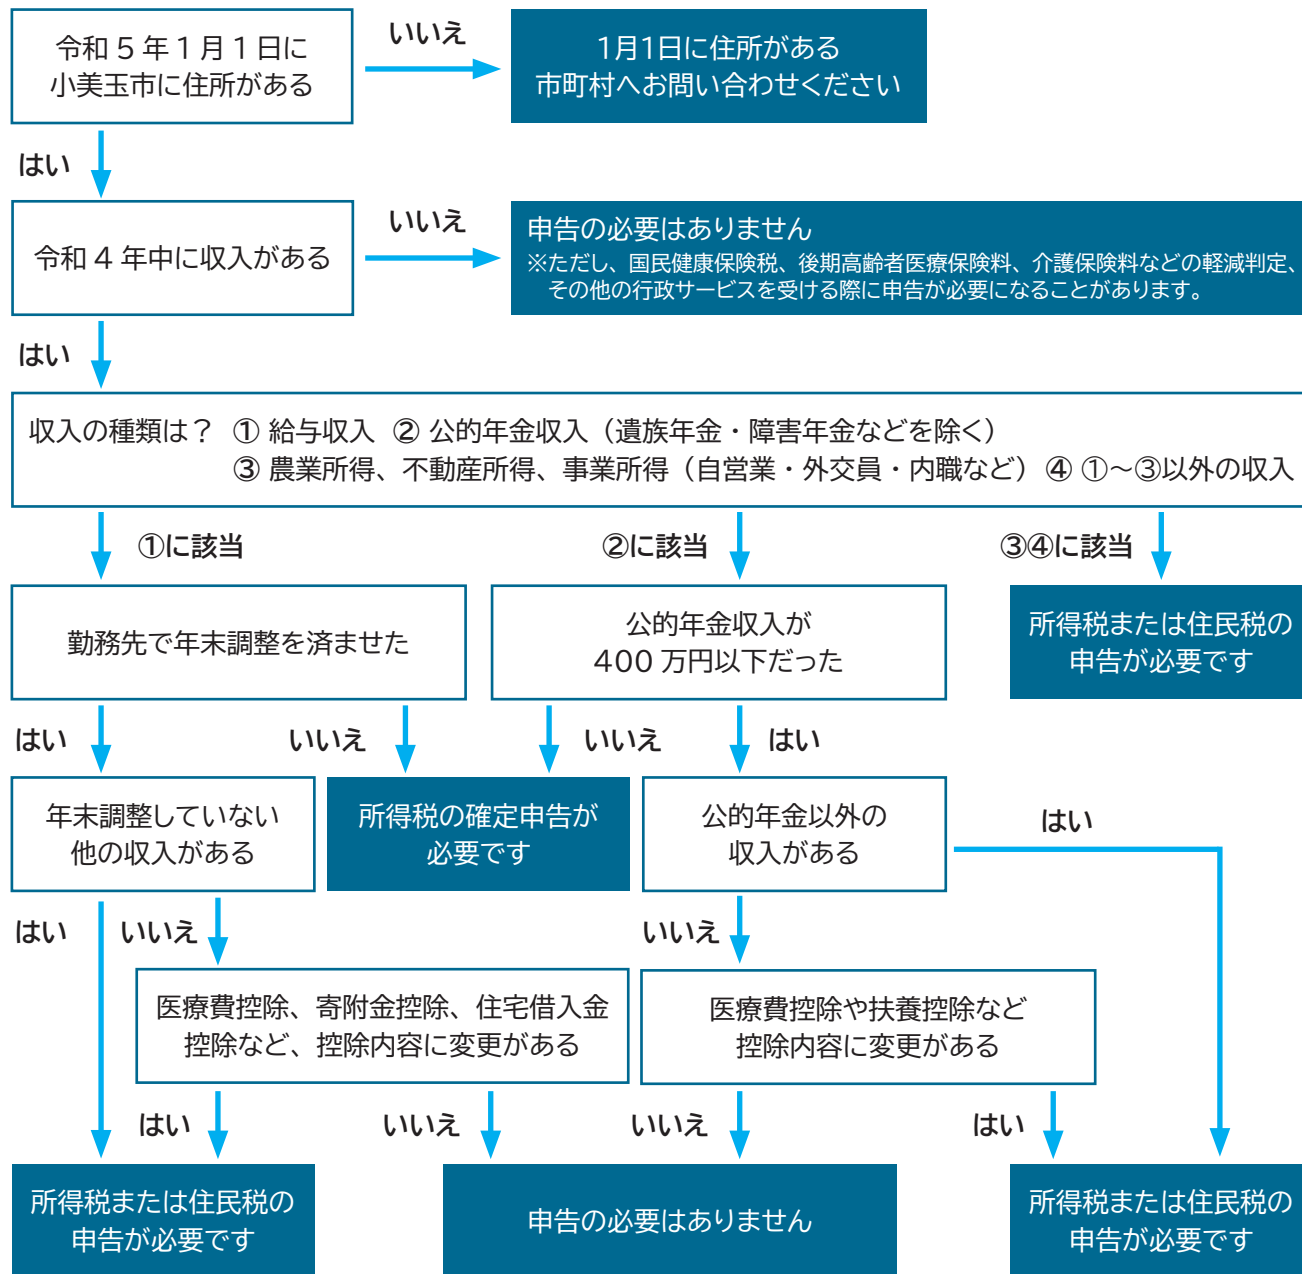 令和５年１月１日に
小美玉市に住所がある
いいえ
1月1日に住所がある
市町村へお問い合わせください
はい
令和４年中に収入がある
いいえ
申告の必要はありません
※ただし、国民健康保険税、後期高齢者医療保険料、介護保険料などの軽減判定、
その他の行政サービスを受ける際に申告が必要になることがあります。
はい
収入の種類は？ ① 給与収入 ② 公的年金収入（遺族年金・障害年金などを除く）
③ 農業所得、不動産所得、事業所得（自営業・外交員・内職など）④ ①～③以外の収入
①に該当
②に該当
③④に該当
勤務先で年末調整を済ませた
公的年金収入が
400 万円以下だった
所得税または住民税の
申告が必要です
はい
いいえ
いいえ
はい
年末調整していない
他の収入がある
所得税の確定申告が
必要です
公的年金以外の
収入がある
はい
はい
いいえ
いいえ
医療費控除、寄附金控除、住宅借入金
控除など、控除内容に変更がある
医療費控除や扶養控除など
控除内容に変更がある
はい
いいえ
いいえ
はい
所得税または住民税の
申告が必要です
申告の必要はありません
所得税または住民税の
申告が必要です